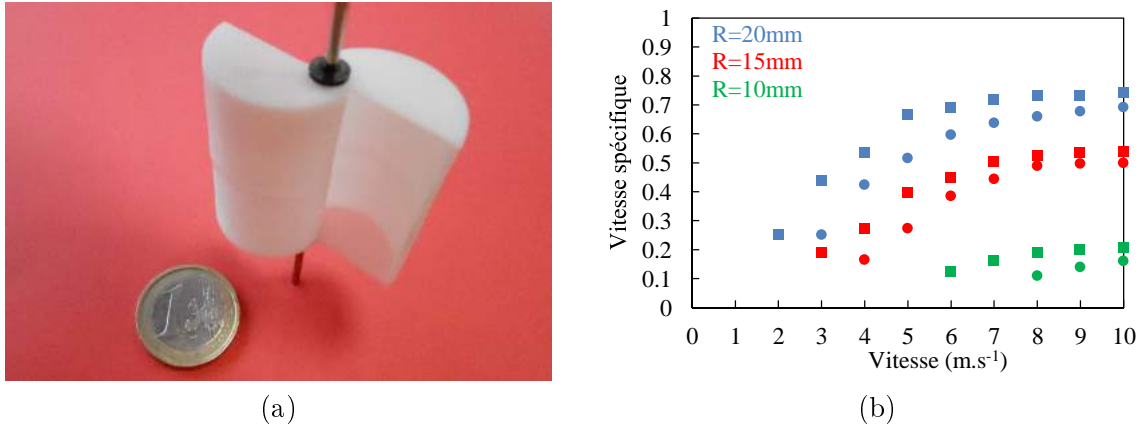 R=20mm
R=15mm
R=10mm
1
0.9
0.8
0.7
0.6
0.5
0.4
0.3
0.2
0.1
0
Vitesse spécifique
0 1 2 3 4 5 6 7 8 9 10
Vitesse (m.s⁻¹)
1
(a)
(b)